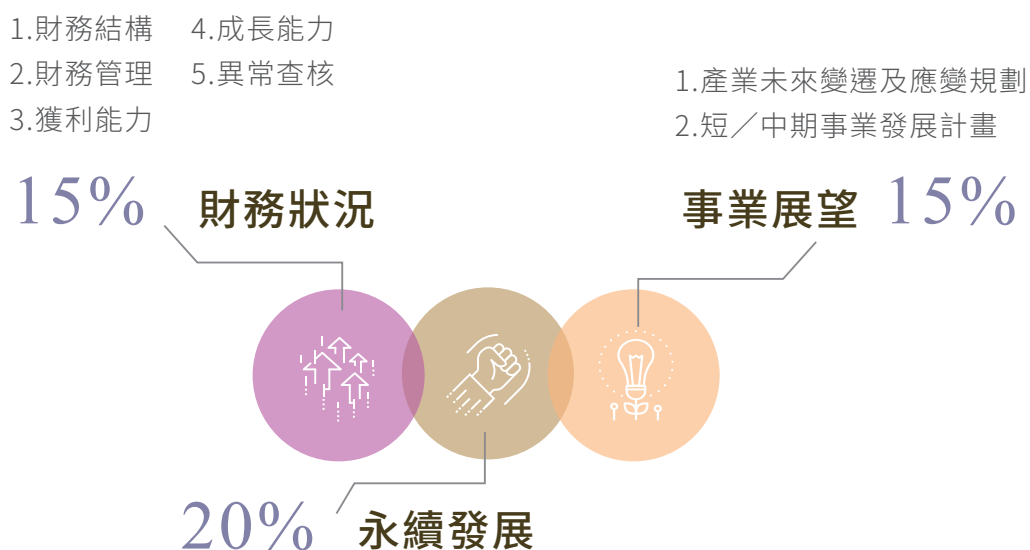 1.財務結構 4.成長能力
2.財務管理 5.異常查核
3.獲利能力
15% 財務狀況
1.產業未來變遷及應變規劃
2.短／中期事業發展計畫
事業展望 15%
20% 永續發展